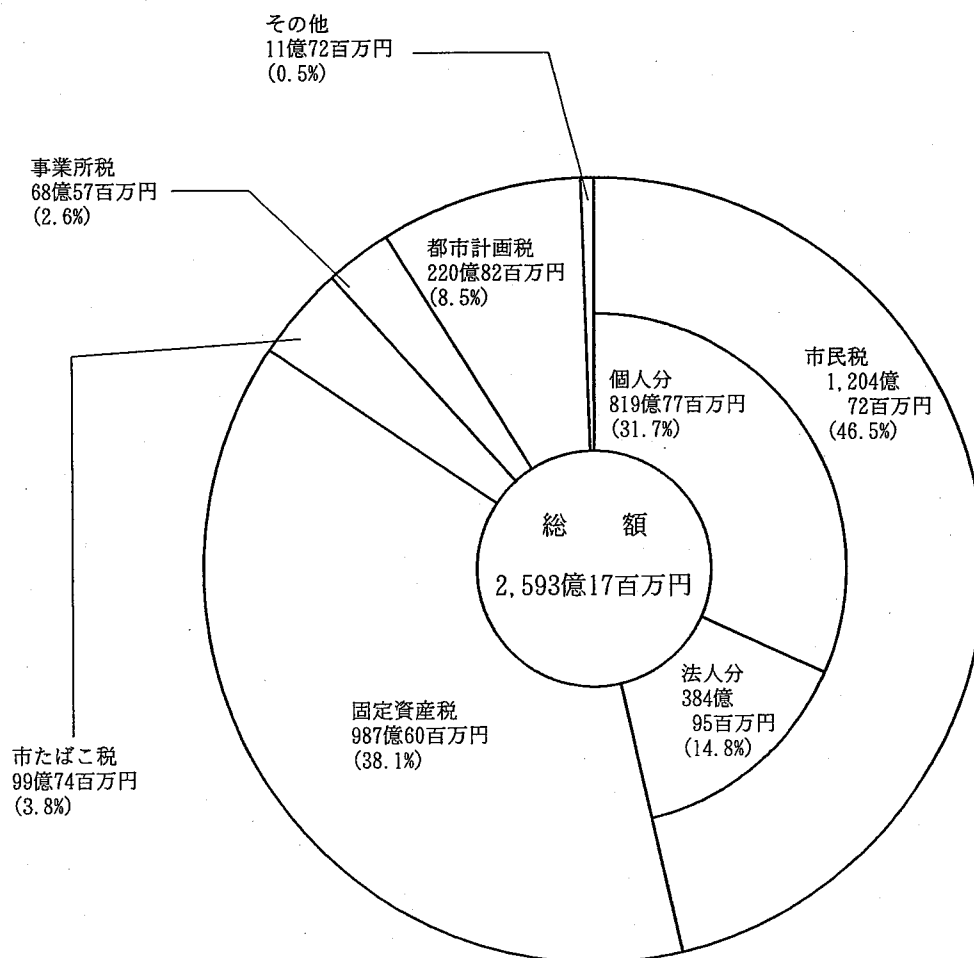 その他
11億72百万円
(0.5%)
事業所税
68億57百万円
(2.6%)
都市計画税
220億82百万円
(8.5%)
市民税
1,204億
72百万円
(46.5%)
個人分
819億77百万円
(31.7%)
総　額
2,593億17百万円
法人分
384億
95百万円
(14.8%)
固定資産税
987億60百万円
(38.1%)
市たばこ税
99億74百万円
(3.8%)